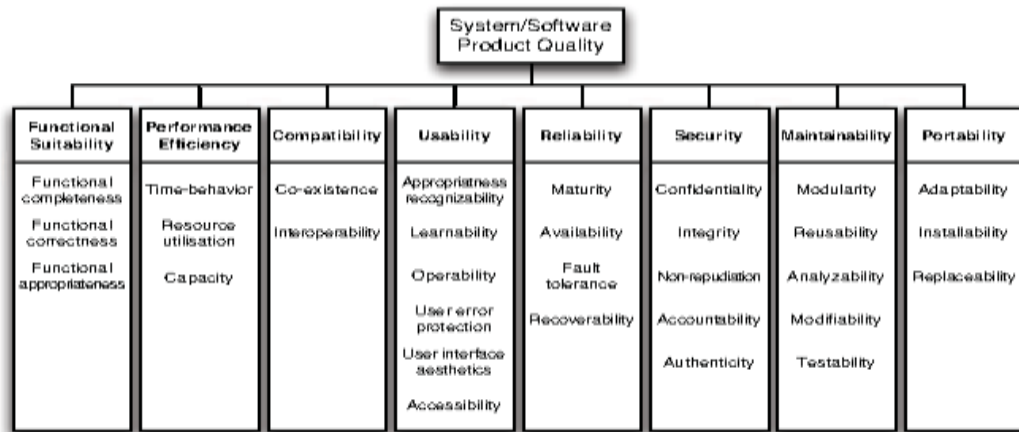 System/Software
Product Quality
Functional
Suitability
Functional
completeness
Functional
correctness
Functional
appropriateness
Performance
Efficiency
Time-behavior
Resource
utilisation
Capacity
Compatibility
Co-existence
Interoperability
Usability
Appropriatness
recognizability
Learnability
Operability
User error
protection
User interface
aesthetics
Accessibility
Reliability
Maturity
Availability
Fault
tolerance
Recoverability
Security
Confidentiality
Integrity
Non-repudiation
Accountability
Authenticity
Maintainability
Modularity
Reusability
Analyzability
Modifiability
Testability
Portability
Adaptability
Installability
Replaceability